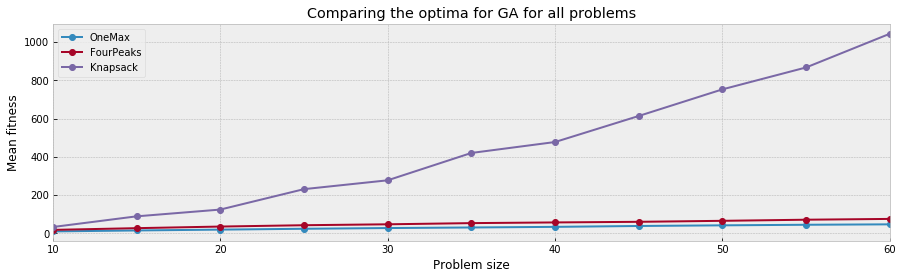 Comparing the optima for GA for all problems
OneMax
FourPeaks
Knapsack
Mean fitness
1000
800
600
400
200
0
10 20 30 40 50 60
Problem size